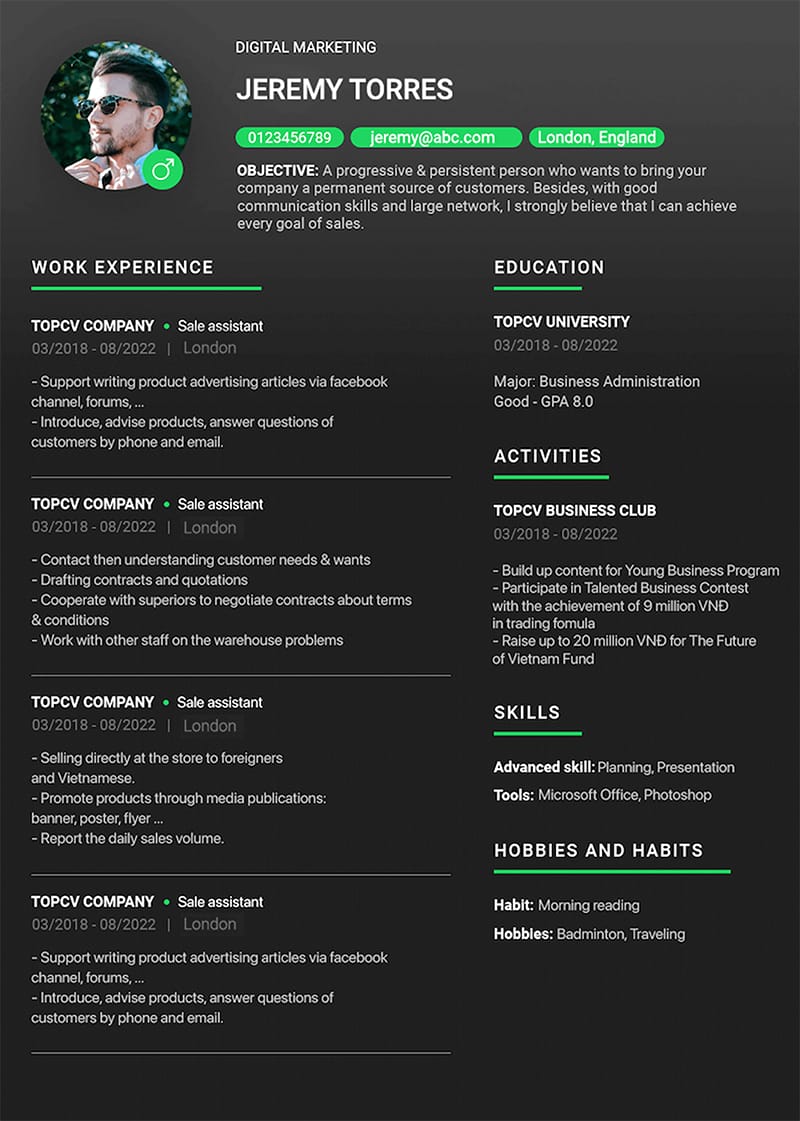 DIGITAL MARKETING
JEREMY TORRES
0123456789 jeremy@abc.com London, England
OBJECTIVE: A progressive & persistent person who wants to bring your
company a permanent source of customers. Besides, with good
communication skills and large network, I strongly believe that I can achieve
every goal of sales.
WORK EXPERIENCE
TOPCV COMPANY • Sale assistant
03/2018 - 08/2022 | London
- Support writing product advertising articles via facebook
channel, forums, ...
- Introduce, advise products, answer questions of
customers by phone and email.
TOPCV COMPANY • Sale assistant
03/2018 - 08/2022 | London
- Contact then understanding customer needs & wants
- Drafting contracts and quotations
- Cooperate with superiors to negotiate contracts about terms
& conditions
- Work with other staff on the warehouse problems
TOPCV COMPANY • Sale assistant
03/2018 - 08/2022 | London
- Selling directly at the store to foreigners
and Vietnamese.
- Promote products through media publications:
banner, poster, flyer ...
- Report the daily sales volume.
TOPCV COMPANY • Sale assistant
03/2018 - 08/2022 | London
- Support writing product advertising articles via facebook
channel, forums, ...
- Introduce, advise products, answer questions of
customers by phone and email.
EDUCATION
TOPCV UNIVERSITY
03/2018 - 08/2022
Major: Business Administration
Good - GPA 8.0
ACTIVITIES
TOPCV BUSINESS CLUB
03/2018 - 08/2022
- Build up content for Young Business Program
- Participate in Talented Business Contest
with the achievement of 9 million VNĐ
in trading fomula
- Raise up to 20 million VNĐ for The Future
of Vietnam Fund
SKILLS
Advanced skill: Planning, Presentation
Tools: Microsoft Office, Photoshop
HOBBIES AND HABITS
Habit: Morning reading
Hobbies: Badminton, Traveling